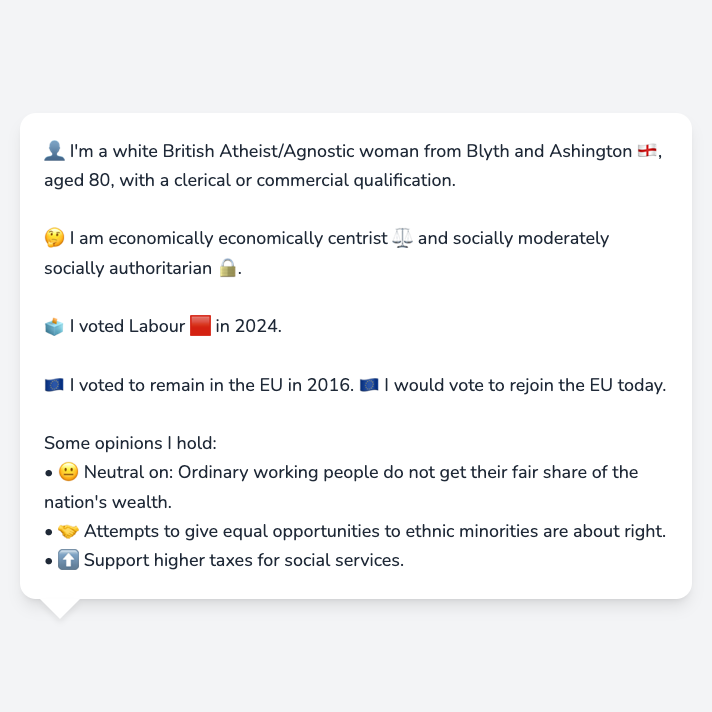 👤 I'm a white British Atheist/Agnostic woman from Blyth and Ashington 🏴󠁧󠁢󠁥󠁮󠁧󠁿,
aged 80, with a clerical or commercial qualification.
🤔 I am economically economically centrist ⚖️ and socially moderately
socially authoritarian 🔒.
🗳️ I voted Labour 🟥 in 2024.
🇪🇺 I voted to remain in the EU in 2016. 🇪🇺 I would vote to rejoin the EU today.
Some opinions I hold:
• 😐 Neutral on: Ordinary working people do not get their fair share of the
nation's wealth.
• 🤝 Attempts to give equal opportunities to ethnic minorities are about right.
• ⬆️ Support higher taxes for social services.